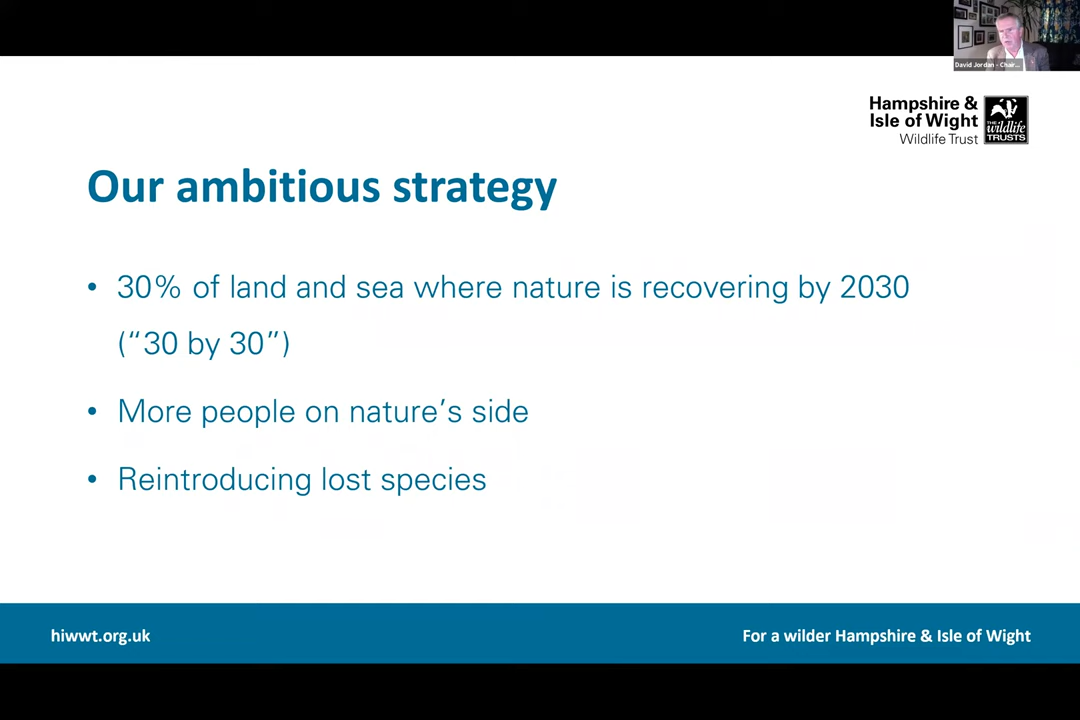 David Jordan - Chair...
Hampshire &
Isle of Wight
Wildlife Trust
THE
wildlife
TRUSTS
Our ambitious strategy
• 30% of land and sea where nature is recovering by 2030
(“30 by 30”)
• More people on nature’s side
• Reintroducing lost species
hiwwt.org.uk
For a wilder Hampshire & Isle of Wight